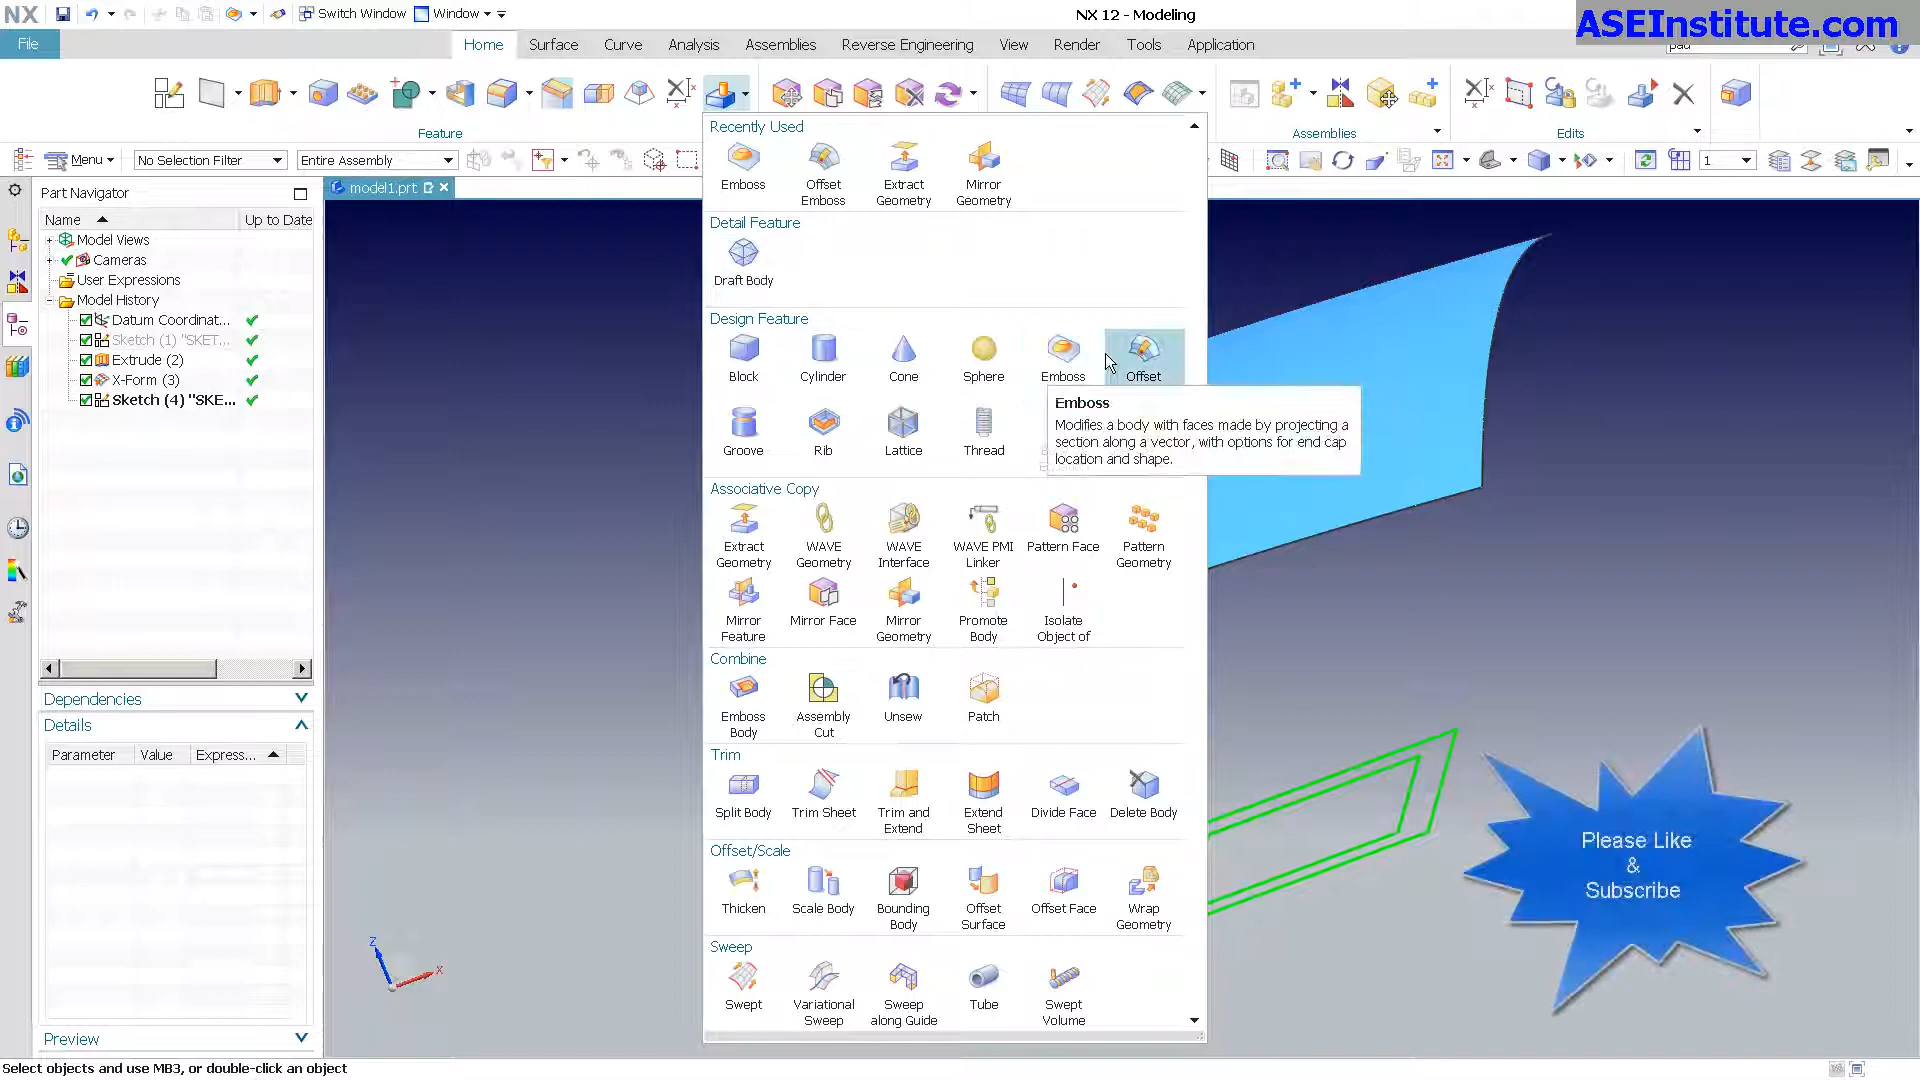 NX
Switch Window
Window
NX 12 - Modeling
ASEInstitute.com
File
Home
Surface
Curve
Analysis
Assemblies
Reverse Engineering
View
Render
Tools
Application
pad
Feature
Assemblies
Edits
Menu
No Selection Filter
Entire Assembly
1
Part Navigator
model1.prt
Name
Up to Date
Model Views
Cameras
User Expressions
Model History
Datum Coordinat...
Sketch (1) "SKET...
Extrude (2)
X-Form (3)
Sketch (4) "SKE...
Dependencies
Details
Parameter
Value
Express...
Preview
Recently Used
Emboss
Offset
Emboss
Extract
Geometry
Mirror
Geometry
Detail Feature
Draft Body
Design Feature
Block
Cylinder
Cone
Sphere
Emboss
Offset
Groove
Rib
Lattice
Thread
Emboss
Modifies a body with faces made by projecting a
section along a vector, with options for end cap
location and shape.
Associative Copy
Extract
Geometry
WAVE
Geometry
WAVE
Interface
WAVE PMI
Linker
Pattern Face
Pattern
Geometry
Mirror
Feature
Mirror Face
Mirror
Geometry
Promote
Body
Isolate
Object of
Combine
Emboss
Body
Assembly
Cut
Unsew
Patch
Trim
Split Body
Trim Sheet
Trim and
Extend
Extend
Sheet
Divide Face
Delete Body
Offset/Scale
Thicken
Scale Body
Bounding
Body
Offset
Surface
Offset Face
Wrap
Geometry
Sweep
Swept
Variational
Sweep
Sweep
along Guide
Tube
Swept
Volume
Please Like
&
Subscribe
Z
X
Select objects and use MB3, or double-click an object